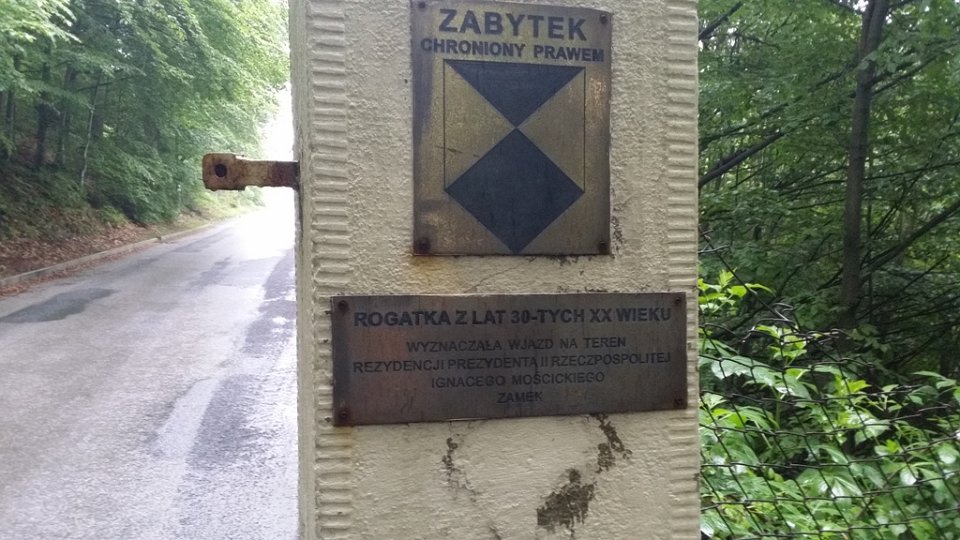 ZABYTEK
CHRONIONY PRAWEM
ROGATKA Z LAT 30-TYCH XX WIEKU
WYZNACZAŁA WJAZD NA TEREN
REZYDENCJI PREZYDENTA II RZECZPOSPOLITEJ
IGNACEGO MOŚCICKIEGO
ZAMEK